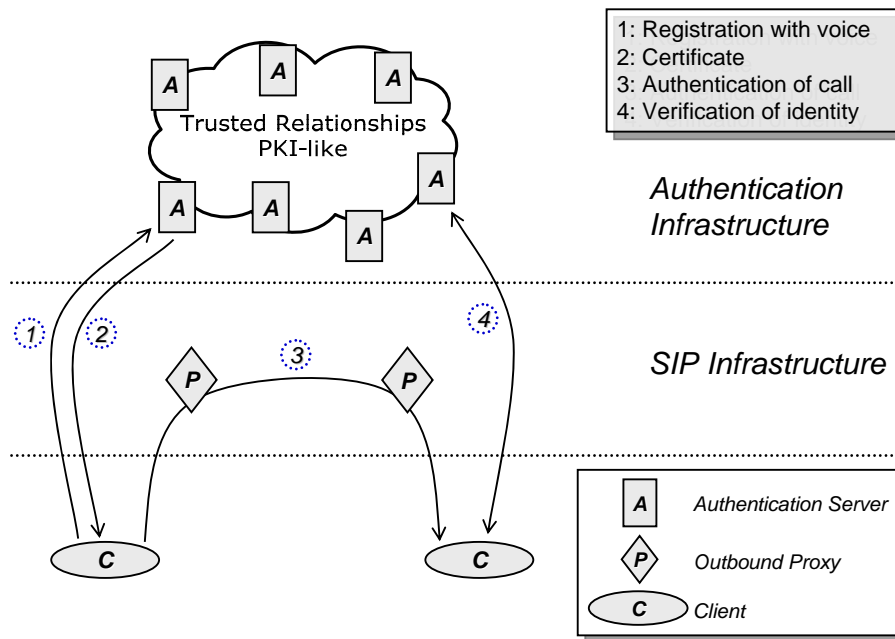 1: Registration with voice
2: Certificate
3: Authentication of call
4: Verification of identity
A
A
A
Trusted Relationships
PKI-like
A
A
A
A
Authentication
Infrastructure
1
2
3
4
P
P
SIP Infrastructure
C
C
A Authentication Server
P Outbound Proxy
C Client